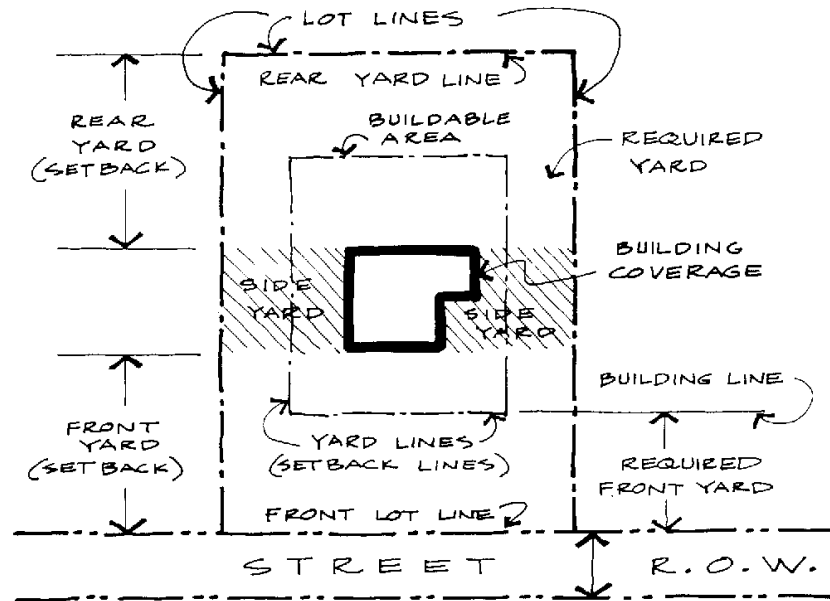 LOT LINES
REAR YARD LINE
BUILDABLE
AREA
REAR
YARD
(SETBACK)
REQUIRED
YARD
BUILDING
COVERAGE
SIDE
YARD
SIDE
YARD
BUILDING LINE
FRONT
YARD
(SETBACK)
YARD LINES
(SETBACK LINES)
REQUIRED
FRONT YARD
FRONT LOT LINE
STREET R.O.W.